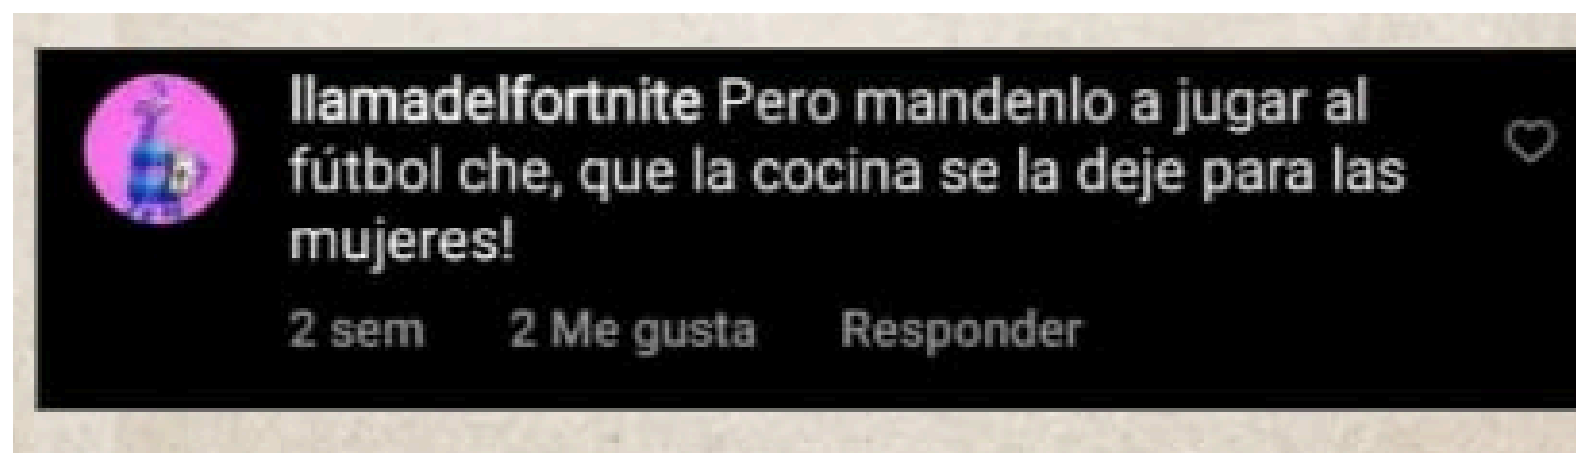 llamadelfortnite Pero mandenlo a jugar al
fútbol che, que la cocina se la deje para las
mujeres!
2 sem 2 Me gusta Responder